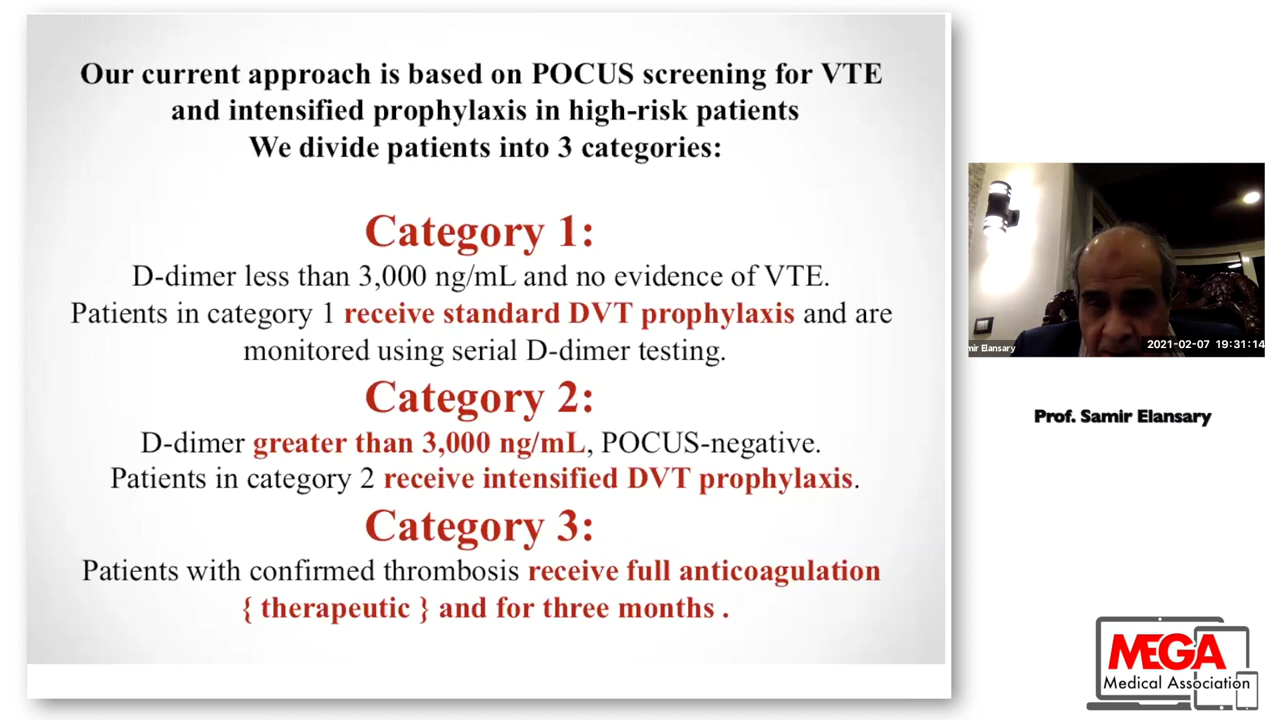 Our current approach is based on POCUS screening for VTE
and intensified prophylaxis in high-risk patients
We divide patients into 3 categories:
Category 1:
D-dimer less than 3,000 ng/mL and no evidence of VTE.
Patients in category 1 receive standard DVT prophylaxis and are
monitored using serial D-dimer testing.
Category 2:
D-dimer greater than 3,000 ng/mL, POCUS-negative.
Patients in category 2 receive intensified DVT prophylaxis.
Category 3:
Patients with confirmed thrombosis receive full anticoagulation
{ therapeutic } and for three months .
mir Elansary
2021-02-07 19:31:14
Prof. Samir Elansary
MEGA
Medical Association